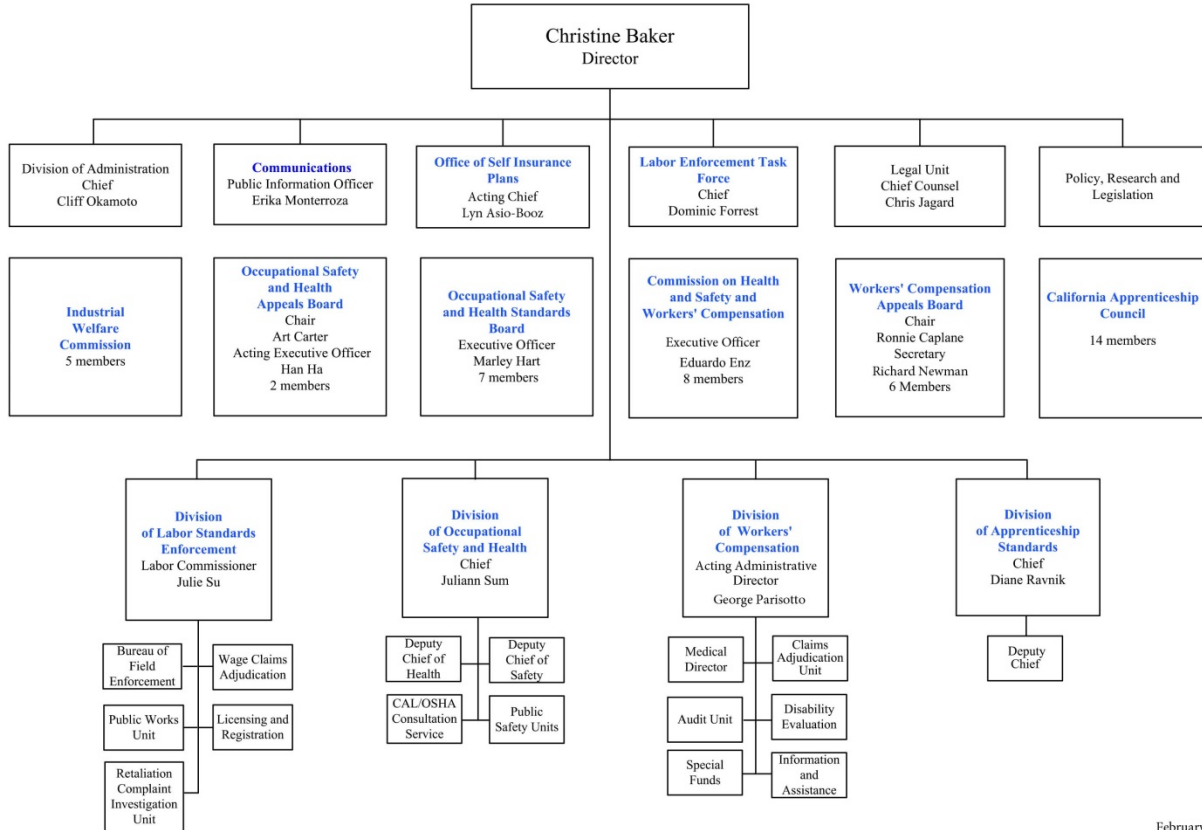 Christine Baker
Director
Division of Administration
Chief
Cliff Okamoto
Communications
Public Information Officer
Erika Monterroza
Office of Self Insurance
Plans
Acting Chief
Lyn Asio-Booz
Labor Enforcement Task
Force
Chief
Dominic Forrest
Legal Unit
Chief Counsel
Chris Jagard
Policy, Research and
Legislation
Industrial
Welfare
Commission
5 members
Occupational Safety
and Health
Appeals Board
Chair
Art Carter
Acting Executive Officer
Han Ha
2 members
Occupational Safety
and Health Standards
Board
Executive Officer
Marley Hart
7 members
Commission on Health
and Safety and
Workers' Compensation
Executive Officer
Eduardo Enz
8 members
Workers' Compensation
Appeals Board
Chair
Ronnie Caplane
Secretary
Richard Newman
6 Members
California Apprenticeship
Council
14 members
Division
of Labor Standards
Enforcement
Labor Commissioner
Julie Su
Division
of Occupational
Safety and Health
Chief
Juliann Sum
Division
of Workers'
Compensation
Acting Administrative
Director
George Parisotto
Division
of Apprenticeship
Standards
Chief
Diane Ravnik
Bureau of
Field
Enforcement
Wage Claims
Adjudication
Public Works
Unit
Licensing and
Registration
Retaliation
Complaint
Investigation
Unit
Deputy
Chief of
Health
Deputy
Chief of
Safety
CAL/OSHA
Consultation
Service
Public
Safety Units
Medical
Director
Claims
Adjudication
Unit
Audit Unit
Disability
Evaluation
Special
Funds
Information
and
Assistance
Deputy
Chief
February